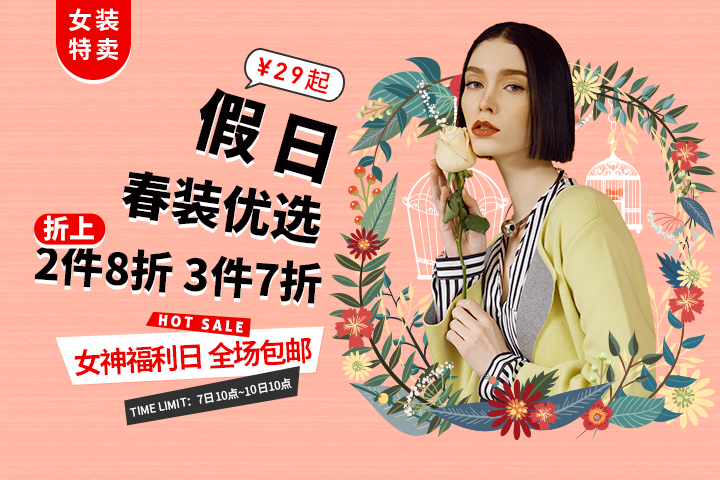 女装
特卖
¥29起
假日
春装优选
折上
2件8折 3件7折
HOT SALE
女神福利日 全场包邮
TIME LIMIT：7日10点~10日10点